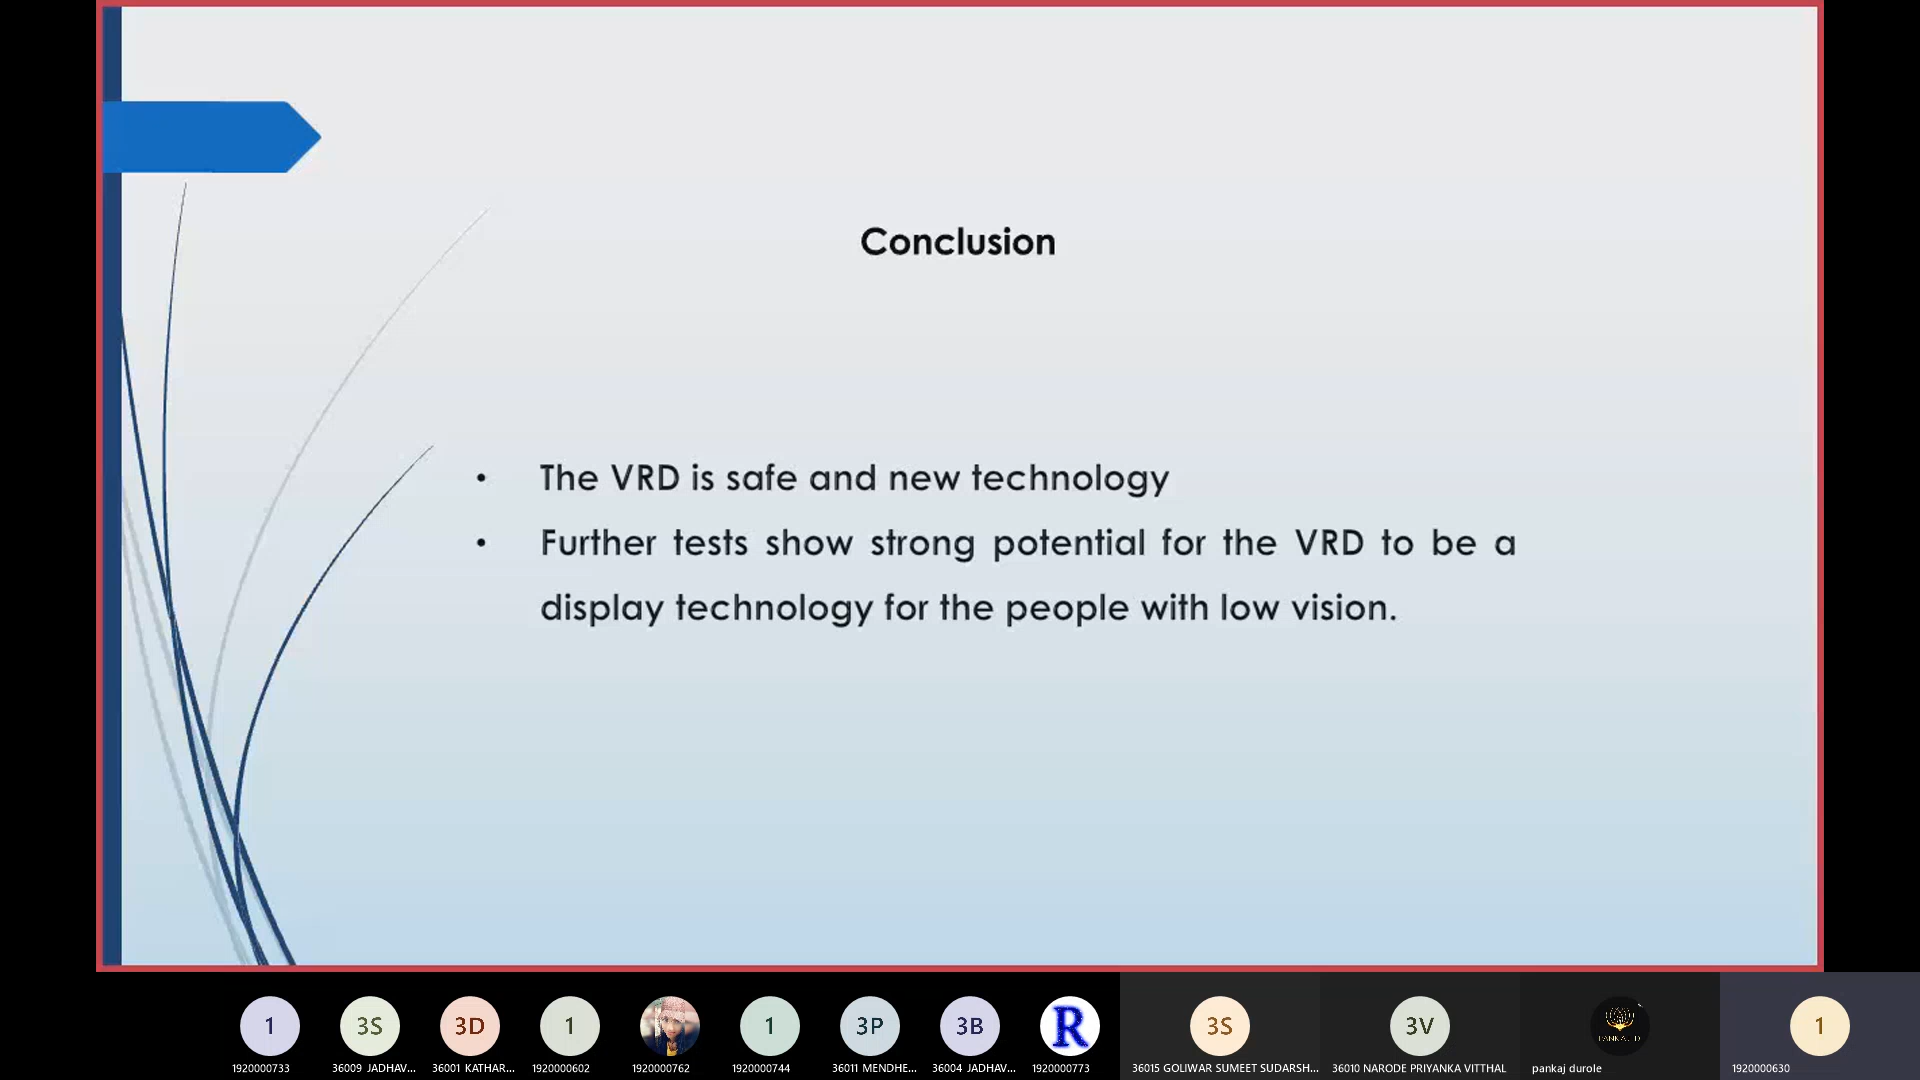 Conclusion
• The VRD is safe and new technology
• Further tests show strong potential for the VRD to be a
display technology for the people with low vision.
1
3S
3D
1
1
3P
3B
R
3S
3V
PANKAJ D
1
1920000733
36009 JADHAV...
36001 KATHAR...
1920000602
1920000762
1920000744
36011 MENDHE...
36004 JADHAV...
1920000773
36015 GOLIWAR SUMEET SUDARSH...
36010 NARODE PRIYANKA VITTHAL
pankaj durole
1920000630